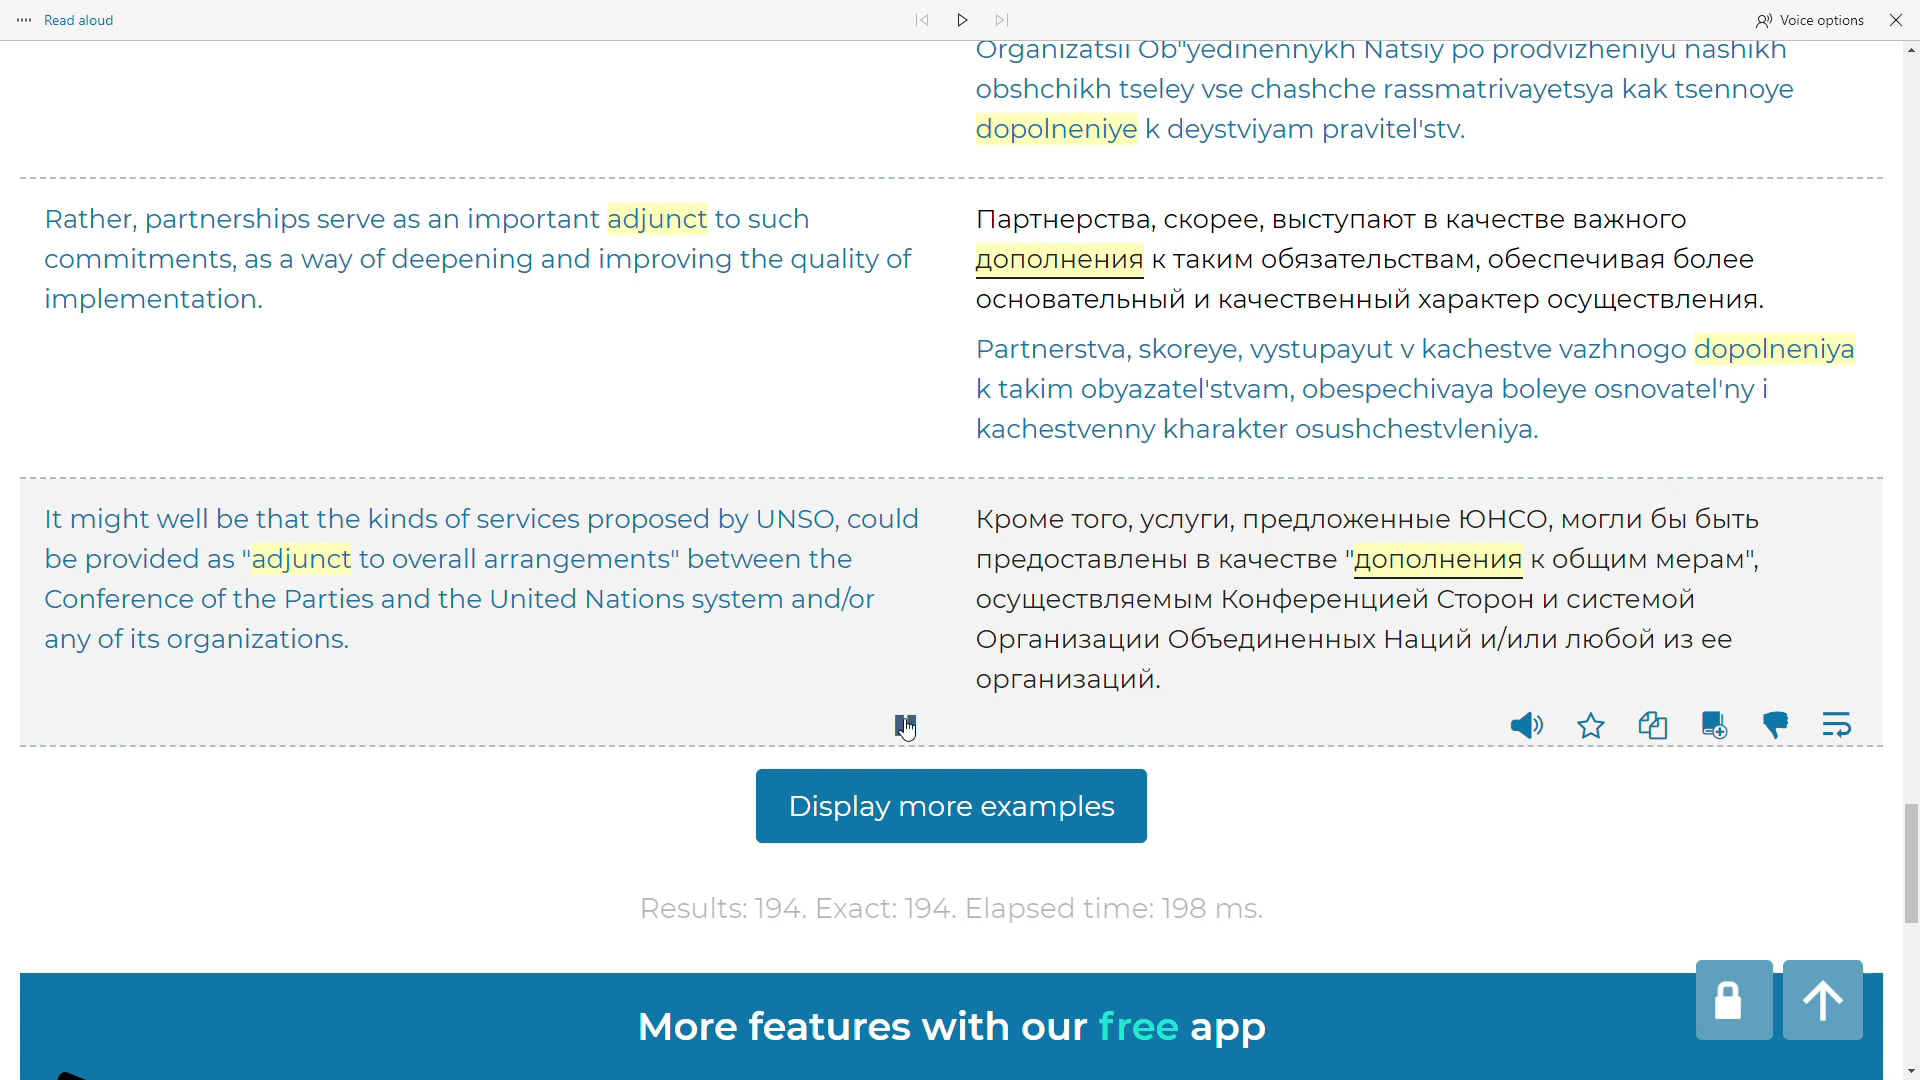 Read aloud
Voice options
Organizatsii Ob"yedinennykh Natsiy po prodvizheniyu nashikh
obshchikh tseley vse chashche rassmatrivayetsya kak tsennoye
dopolneniye k deystviyam pravitel'stv.
Rather, partnerships serve as an important adjunct to such
commitments, as a way of deepening and improving the quality of
implementation.
Партнерства, скорее, выступают в качестве важного
дополнения к таким обязательствам, обеспечивая более
основательный и качественный характер осуществления.
Partnerstva, skoreye, vystupayut v kachestve vazhnogo dopolneniya
k takim obyazatel'stvam, obespechivaya boleye osnovatel'ny i
kachestvenny kharakter osushchestvleniya.
It might well be that the kinds of services proposed by UNSO, could
be provided as "adjunct to overall arrangements" between the
Conference of the Parties and the United Nations system and/or
any of its organizations.
Кроме того, услуги, предложенные ЮНСО, могли бы быть
предоставлены в качестве "дополнения к общим мерам",
осуществляемым Конференцией Сторон и системой
Организации Объединенных Наций и/или любой из ее
организаций.
Display more examples
Results: 194. Exact: 194. Elapsed time: 198 ms.
More features with our free app